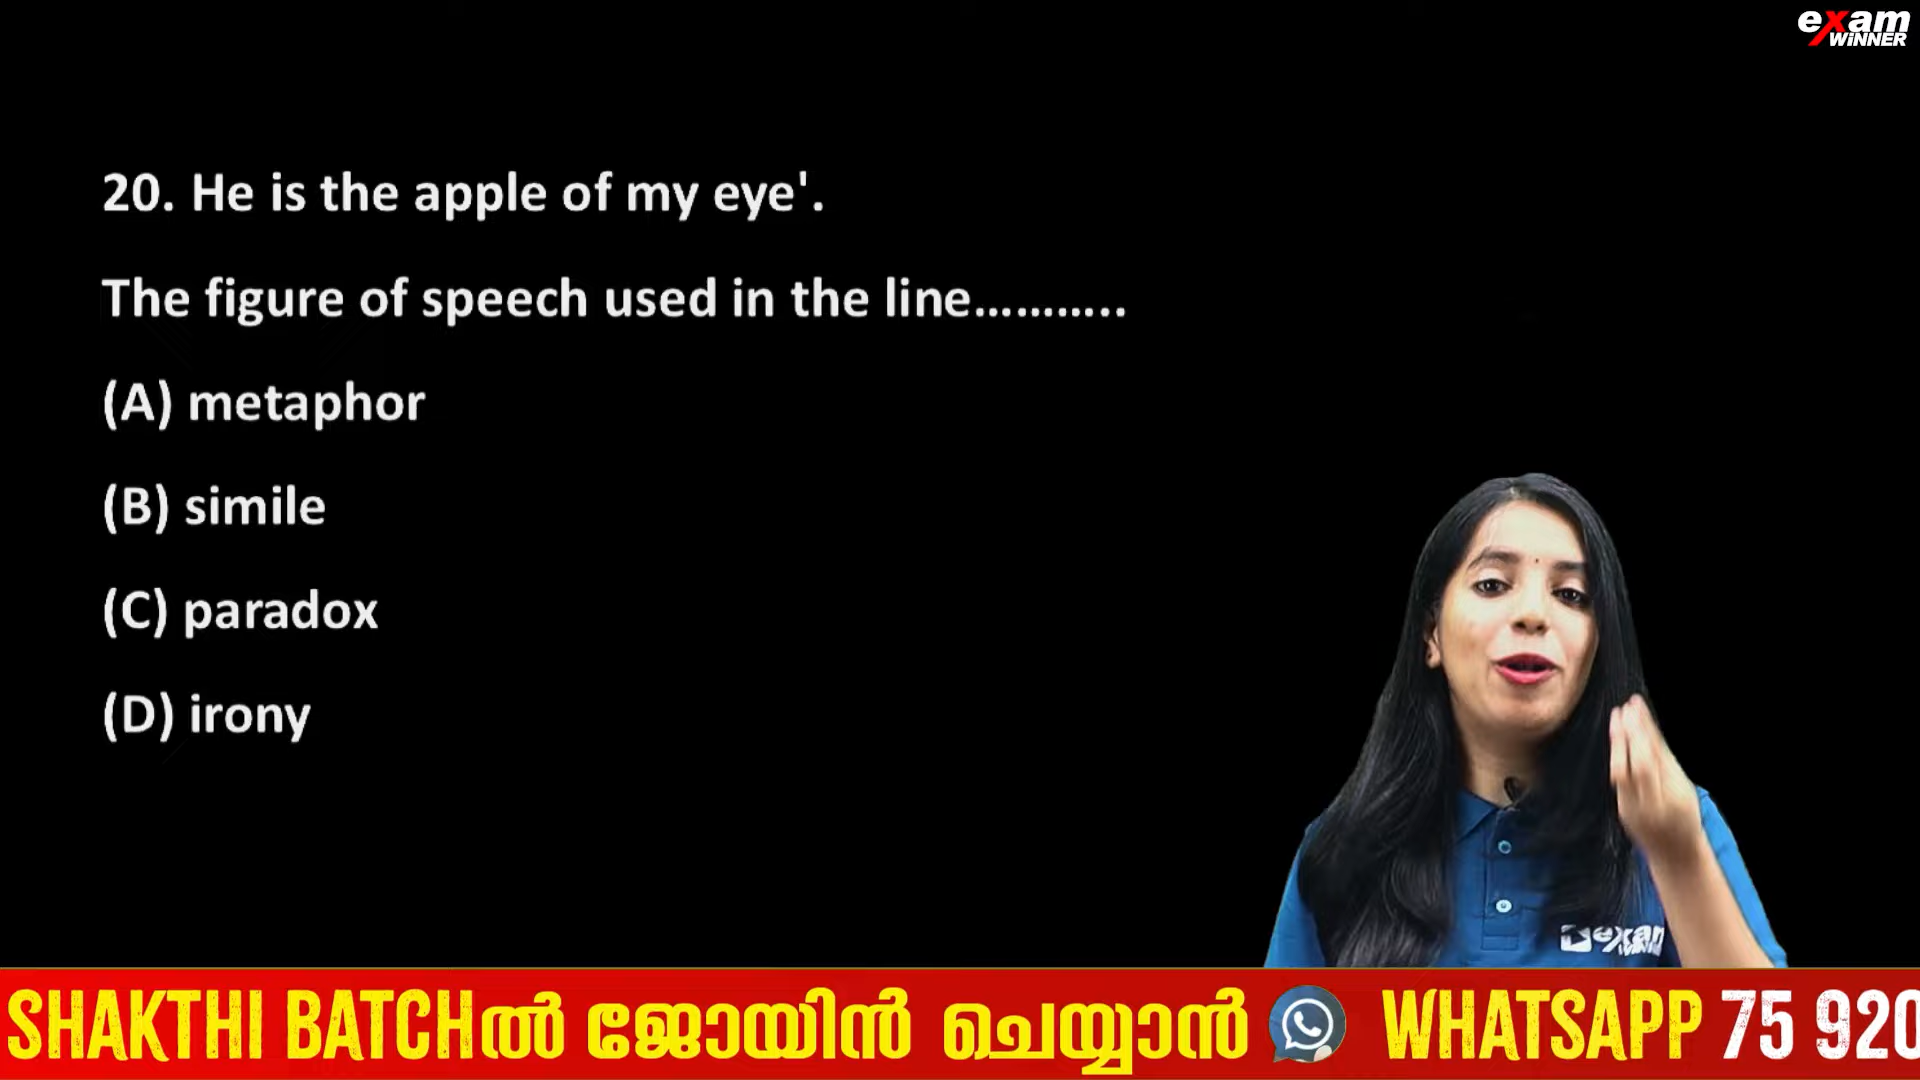 exam
WINNER
20. He is the apple of my eye'.
The figure of speech used in the line...........
(A) metaphor
(B) simile
(C) paradox
(D) irony
exam
SHAKTHI BATCHൽ ജോയിൻ ചെയ്യാൻ WHATSAPP 75 920